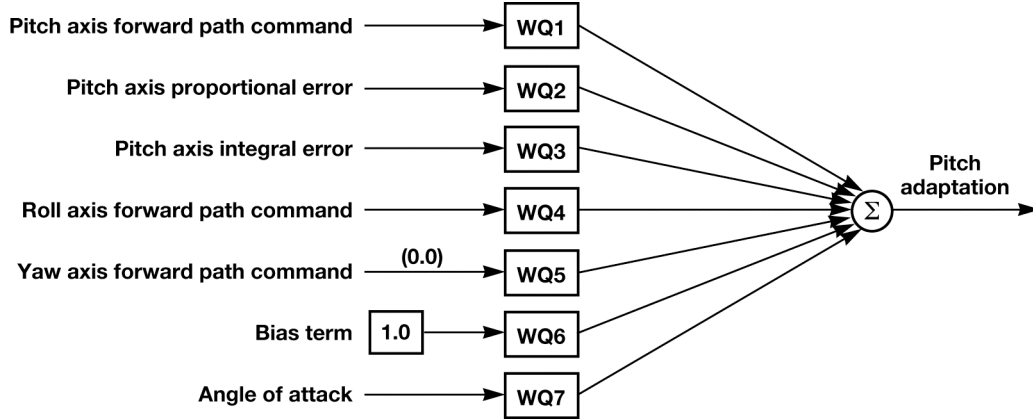 Pitch axis forward path command
WQ1
Pitch axis proportional error
WQ2
Pitch axis integral error
WQ3
Pitch
adaptation
Roll axis forward path command
WQ4
Σ
Yaw axis forward path command
(0.0)
WQ5
Bias term
1.0
WQ6
Angle of attack
WQ7